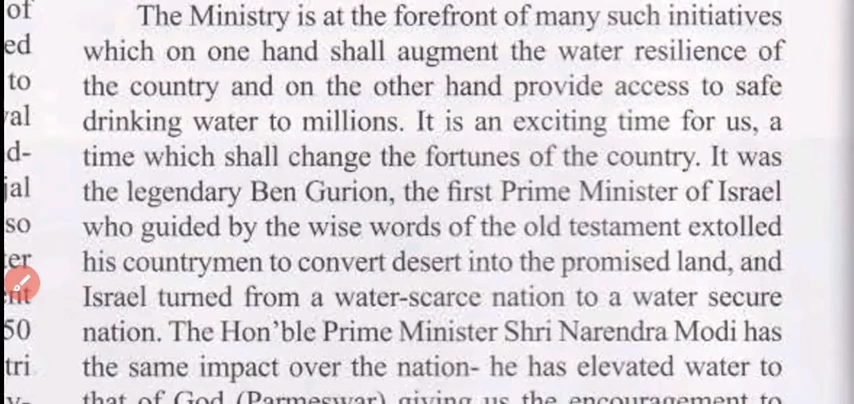 of
ed
to
val
d-
jal
so
ter
ent
50
tri
The Ministry is at the forefront of many such initiatives
which on one hand shall augment the water resilience of
the country and on the other hand provide access to safe
drinking water to millions. It is an exciting time for us, a
time which shall change the fortunes of the country. It was
the legendary Ben Gurion, the first Prime Minister of Israel
who guided by the wise words of the old testament extolled
his countrymen to convert desert into the promised land, and
Israel turned from a water-scarce nation to a water secure
nation. The Hon'ble Prime Minister Shri Narendra Modi has
the same impact over the nation- he has elevated water to
that of God (Parmeswar) giving us the encouragement to